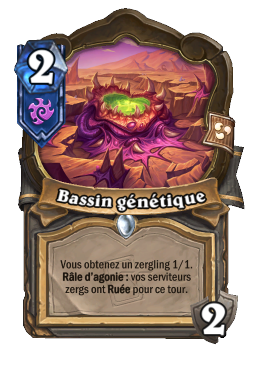 2
Bassin génétique
Vous obtenez un zergling 1/1.
Râle d'agonie : vos serviteurs
zergs ont Ruée pour ce tour.
2